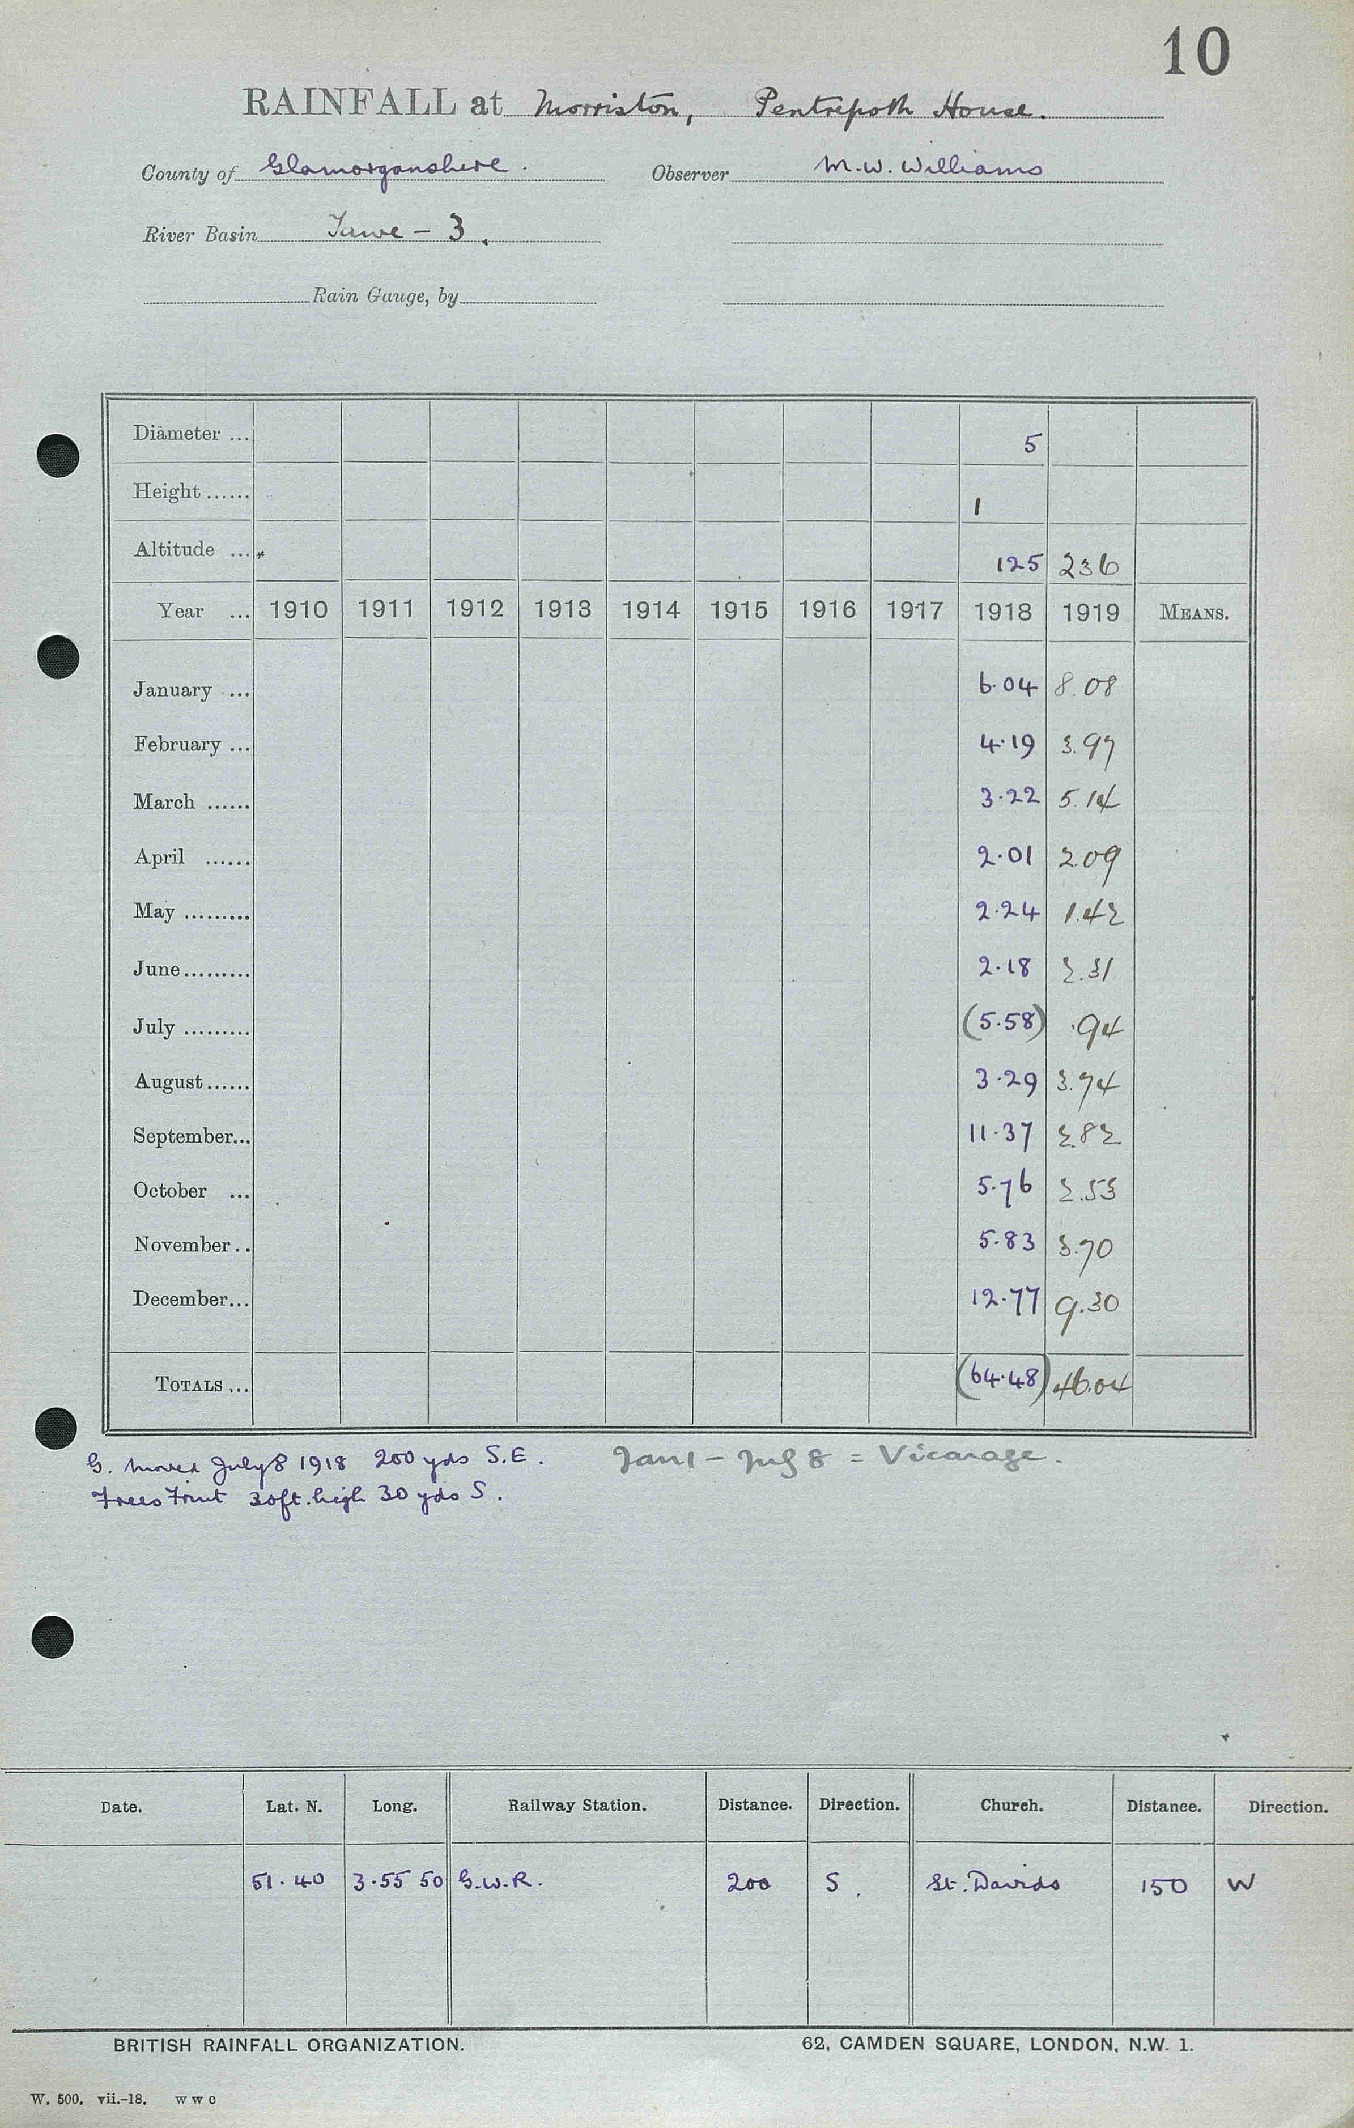 10
RAINFALL at Morriston, Pentrepoth House.
County of Glamorganshire. Observer M. W. Williams
River Basin Tawe - 3.
Rain Gauge, by
Diameter ... 5
Height ...... 1
Altitude ... 125 236
Year ... 1910 1911 1912 1913 1914 1915 1916 1917 1918 1919 MEANS.
January ... 6.04 8.08
February ... 4.19 3.97
March ...... 3.22 5.14
April ...... 2.01 2.09
May ......... 2.24 1.42
June......... 2.18 2.31
July ......... (5.58) .94
August...... 3.29 3.74
September... 11.37 2.82
October ... 5.76 2.53
November.. 5.83 3.70
December... 12.77 9.30
TOTALS ... (64.48) 46.04
G. moved July 8 1918 200 yds S.E. Jan 1 - July 8 = Vicarage.
Trees Fruit 30ft. high 30 yds S.
Date. Lat. N. Long. Railway Station. Distance. Direction. Church. Distance. Direction.
51.40 3.55 50 G.W.R. 200 S. St. Davids 150 W
BRITISH RAINFALL ORGANIZATION. 62, CAMDEN SQUARE, LONDON, N.W. 1.
W. 500. vii.-18. W W C